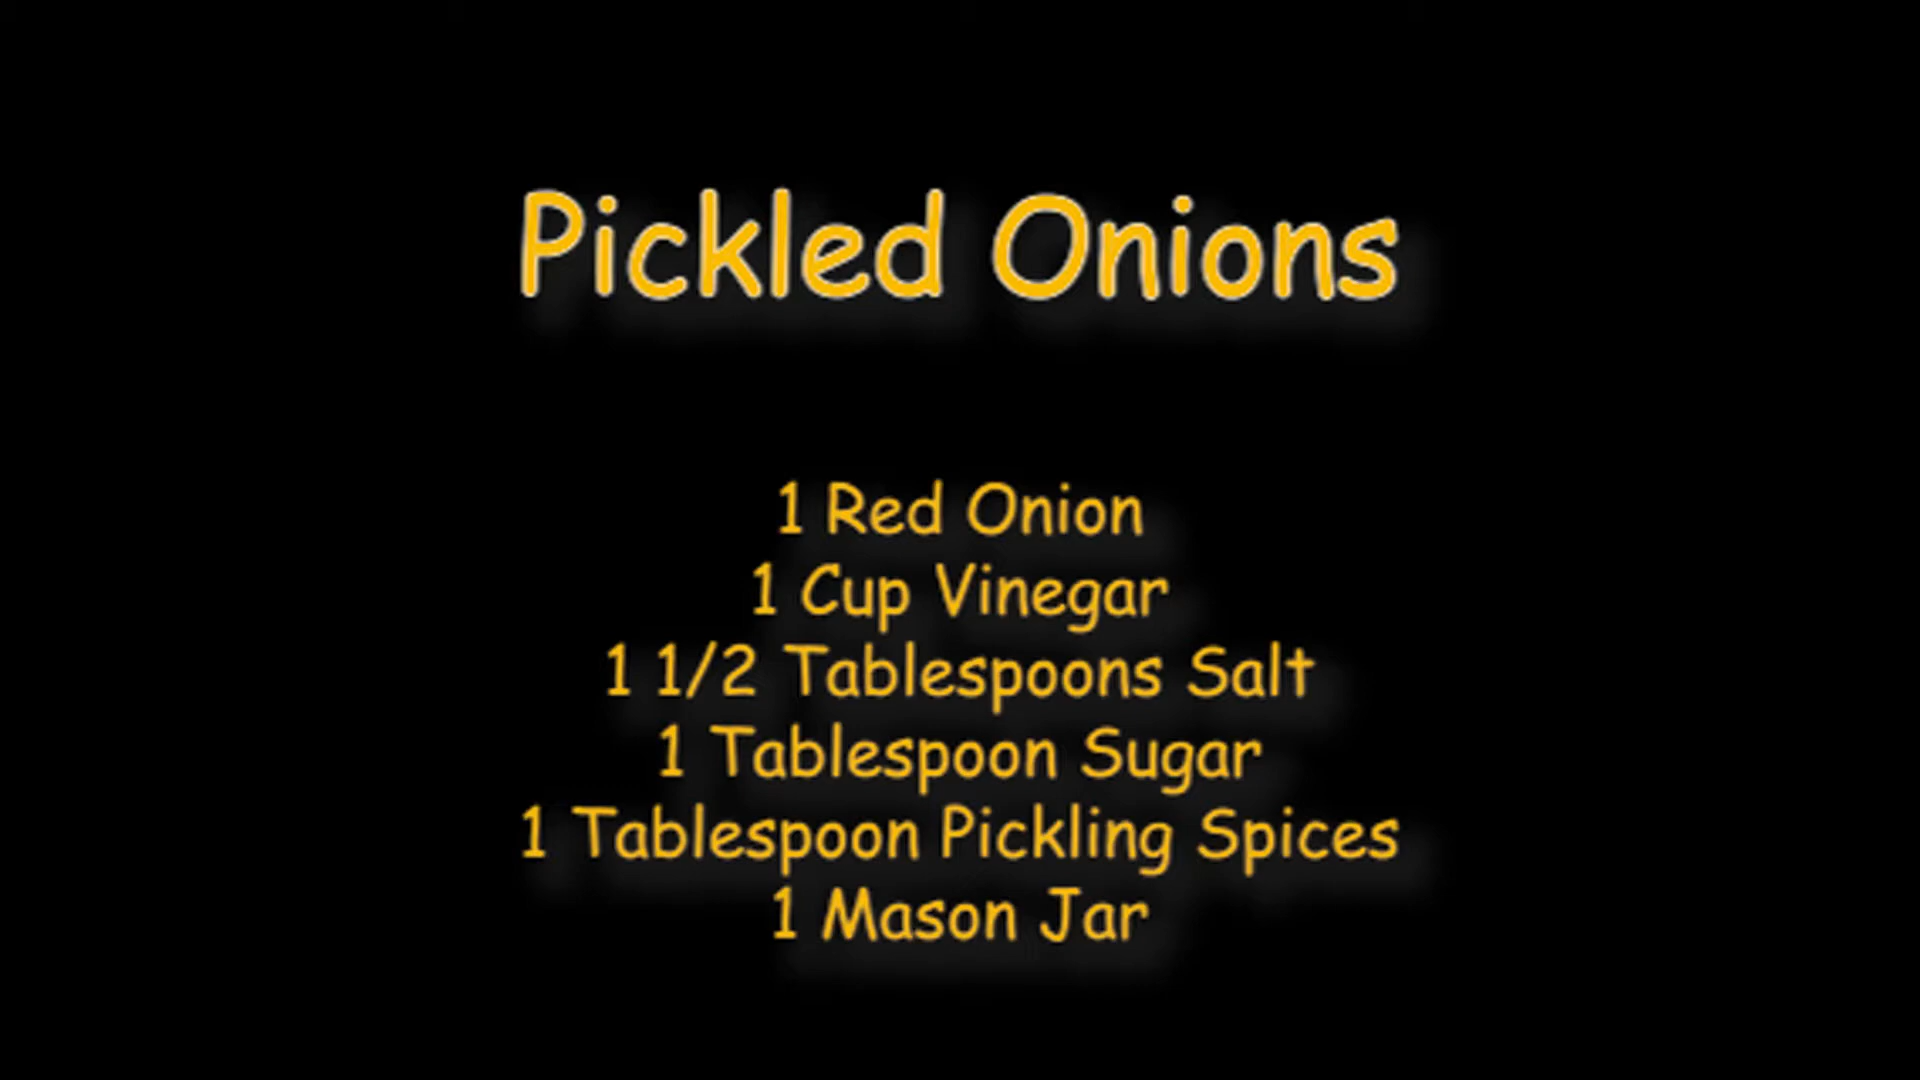 Pickled Onions
1 Red Onion
1 Cup Vinegar
1 1/2 Tablespoons Salt
1 Tablespoon Sugar
1 Tablespoon Pickling Spices
1 Mason Jar